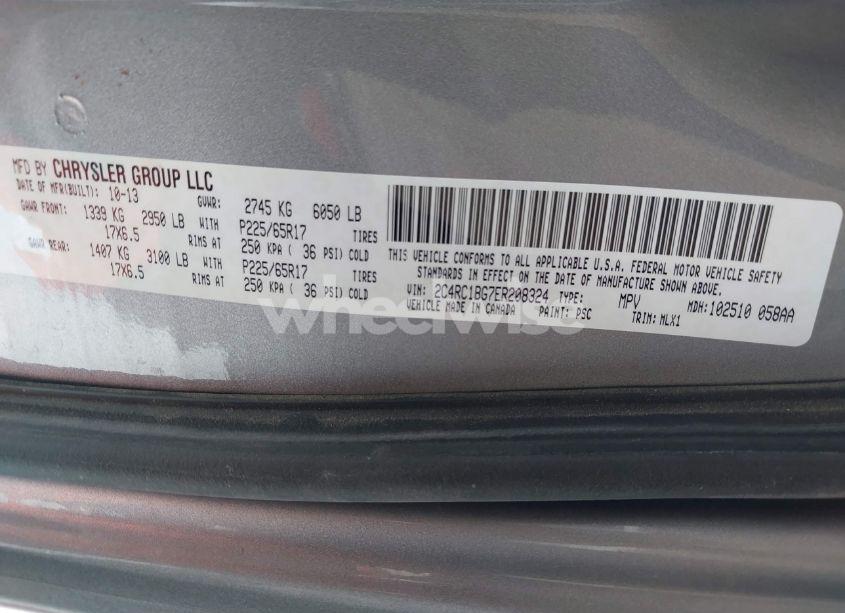 MFD BY CHRYSLER GROUP LLC
DATE OF MFR(BUILT): 10-13 GVWR: 2745 KG 6050 LB
GAWR FRONT: 1339 KG 2950 LB WITH P225/65R17 TIRES
17X6.5 RIMS AT 250 KPA ( 36 PSI) COLD
GAWR REAR: 1407 KG 3100 LB WITH P225/65R17 TIRES
17X6.5 RIMS AT 250 KPA ( 36 PSI) COLD
THIS VEHICLE CONFORMS TO ALL APPLICABLE U.S.A. FEDERAL MOTOR VEHICLE SAFETY
STANDARDS IN EFFECT ON THE DATE OF MANUFACTURE SHOWN ABOVE.
VIN: 2C4RC1BG7ER208324 TYPE: MPV MDH: 102510 058AA
VEHICLE MADE IN CANADA PAINT: PSC TRIM: MLX1
wheelwise